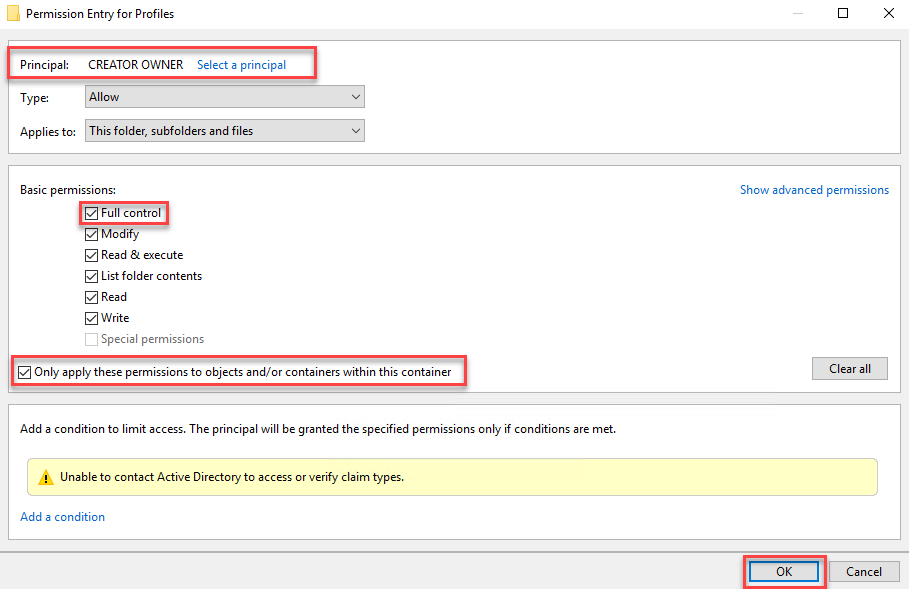 Permission Entry for Profiles
Principal: CREATOR OWNER Select a principal
Type: Allow
Applies to: This folder, subfolders and files
Basic permissions: Show advanced permissions
Full control
Modify
Read & execute
List folder contents
Read
Write
Special permissions
Only apply these permissions to objects and/or containers within this container Clear all
Add a condition to limit access. The principal will be granted the specified permissions only if conditions are met.
Unable to contact Active Directory to access or verify claim types.
Add a condition
OK Cancel